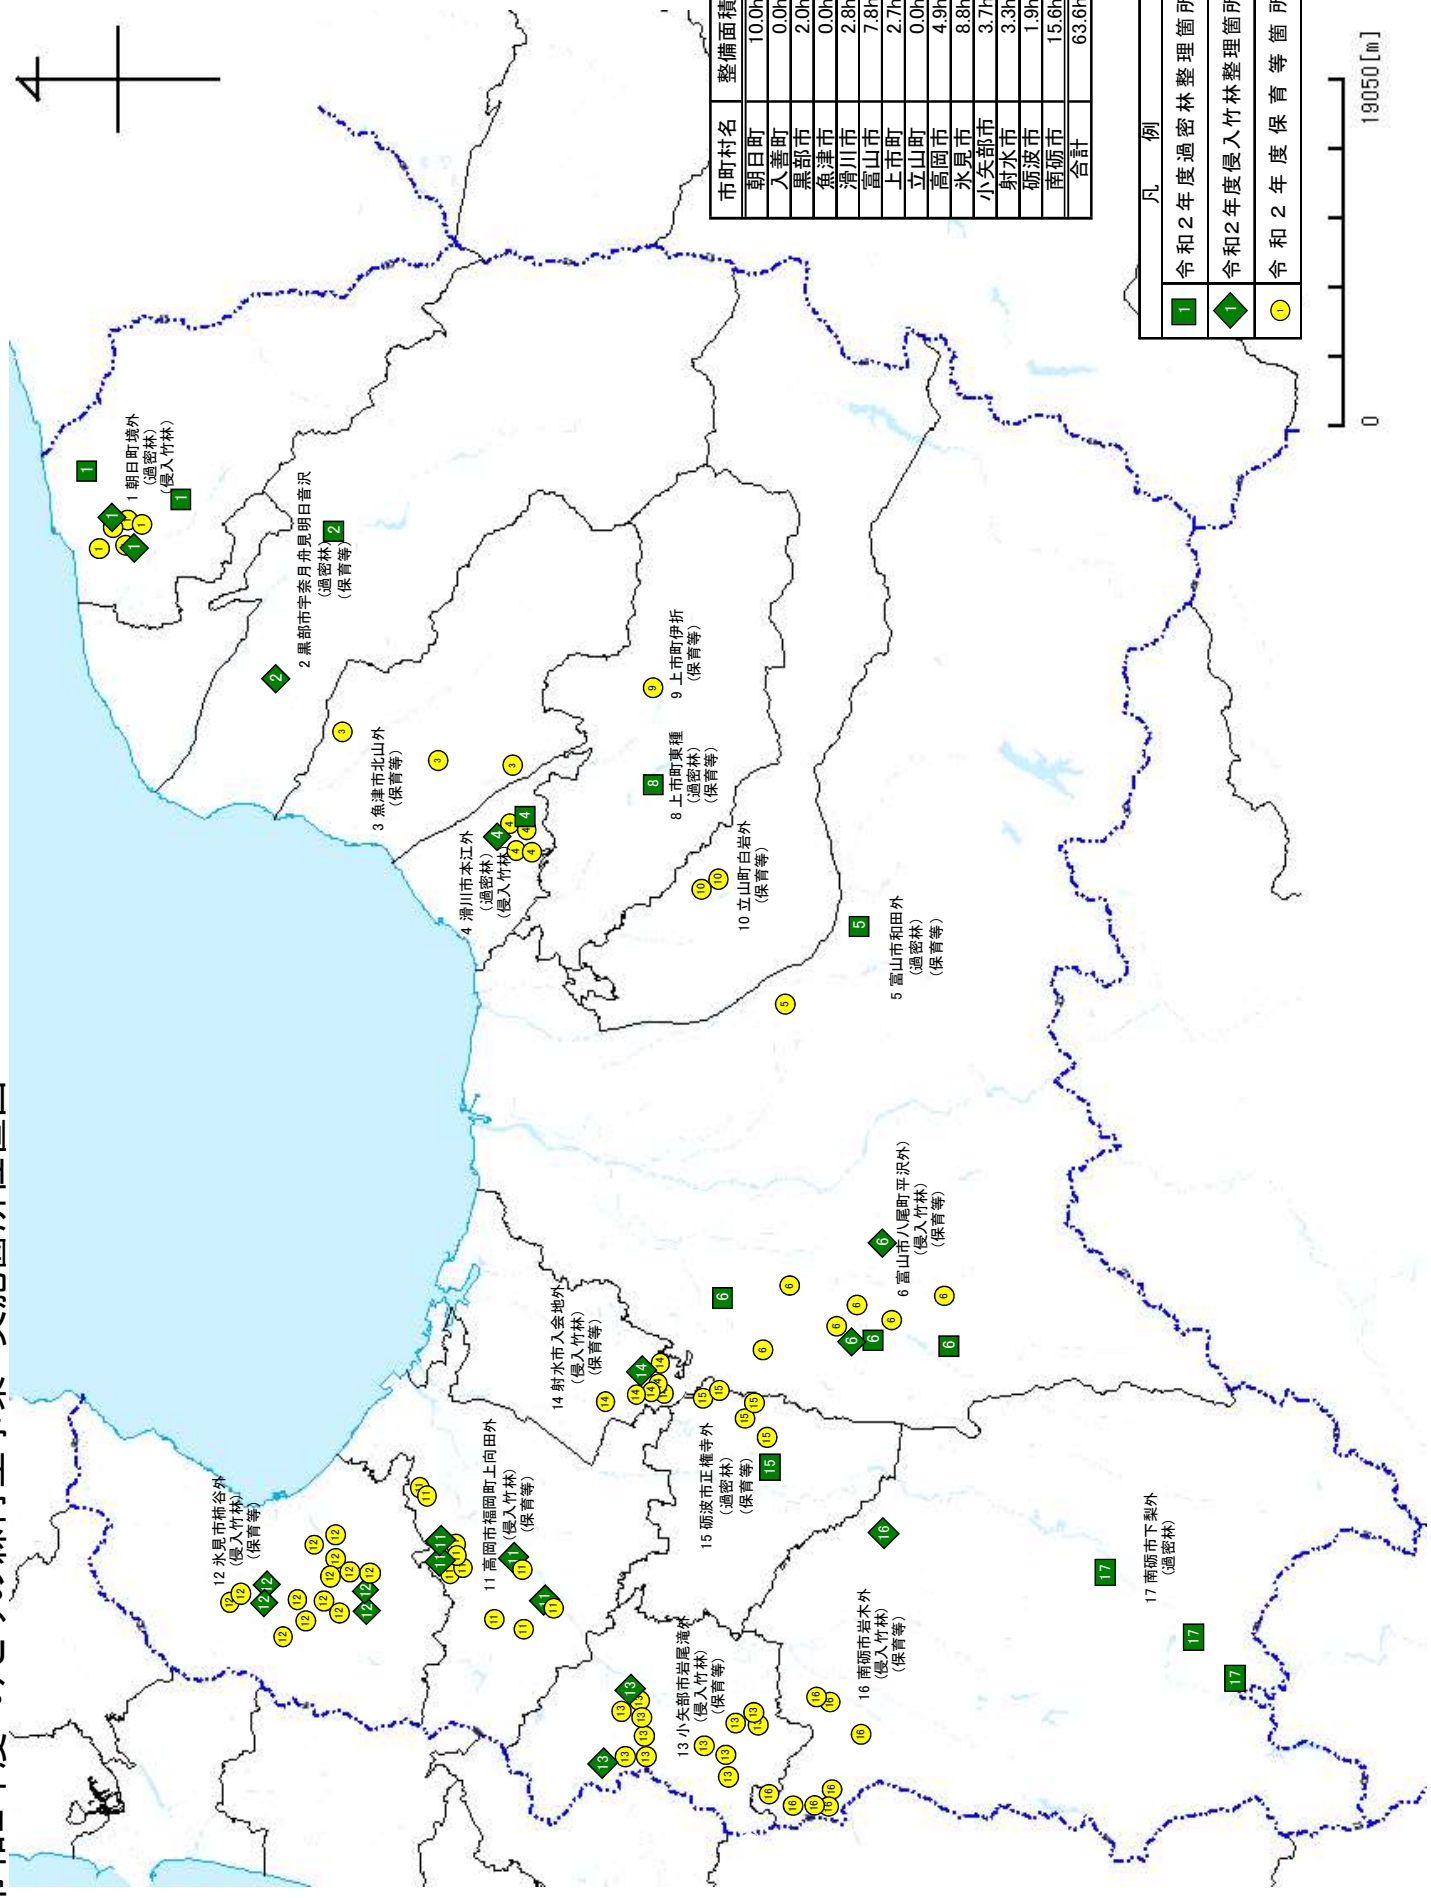 市町村名 整備面積
朝日町 10.0h
入善町 0.0h
黒部市 2.0h
魚津市 0.0h
滑川市 2.8h
富山市 7.8h
上市町 2.7h
立山町 0.0h
高岡市 4.9h
氷見市 8.8h
小矢部市 3.7h
射水市 3.3h
砺波市 1.9h
南砺市 15.6h
合計 63.6h
凡 例
1 令和２年度過密林整理箇所
1 令和２年度侵入竹林整理箇所
1 令和２年度保育等箇所
0 19050[m]
1 朝日町境外
(過密林)
(侵入竹林)
2 黒部市宇奈月舟見明日音沢
(過密林)
(保育等)
3 魚津市北山外
(保育等)
4 滑川市本江外
(過密林)
(侵入竹林)
5 富山市和田外
(過密林)
(保育等)
6 富山市八尾町平沢外
(侵入竹林)
(保育等)
8 上市町東種
(過密林)
(保育等)
9 上市町伊折
(保育等)
10 立山町白岩外
(保育等)
11 高岡市福岡町上向田外
(侵入竹林)
(保育等)
12 氷見市柿谷外
(侵入竹林)
(保育等)
13 小矢部市岩尾滝外
(侵入竹林)
(保育等)
14 射水市入会地外
(侵入竹林)
(保育等)
15 砺波市正権寺外
(過密林)
(保育等)
16 南砺市岩木外
(侵入竹林)
(保育等)
17 南砺市下梨外
(過密林)